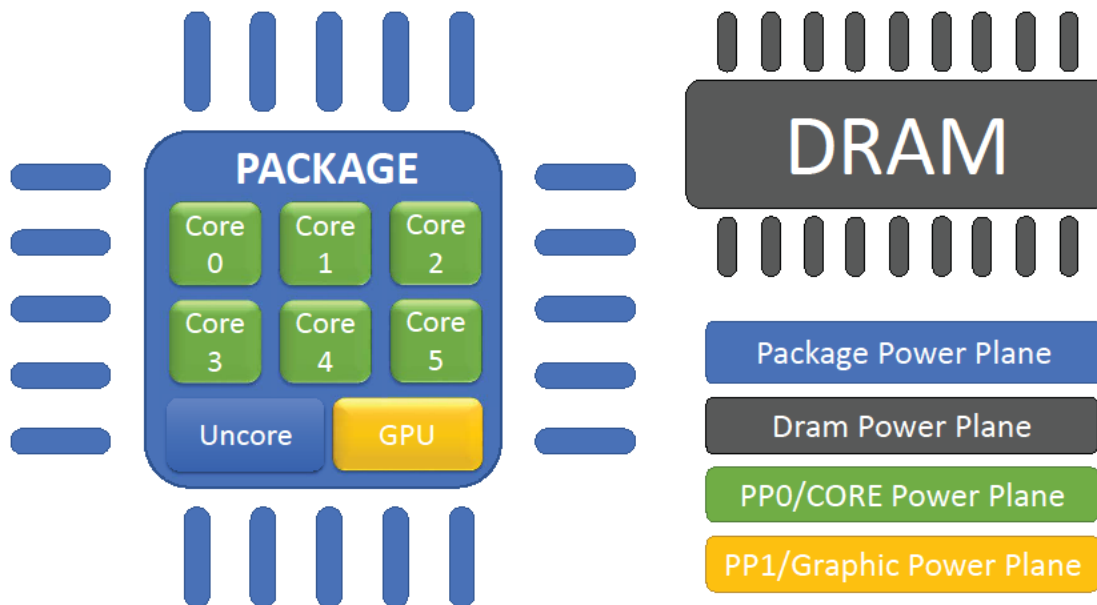 PACKAGE
Core
0
Core
1
Core
2
Core
3
Core
4
Core
5
Uncore
GPU
DRAM
Package Power Plane
Dram Power Plane
PP0/CORE Power Plane
PP1/Graphic Power Plane